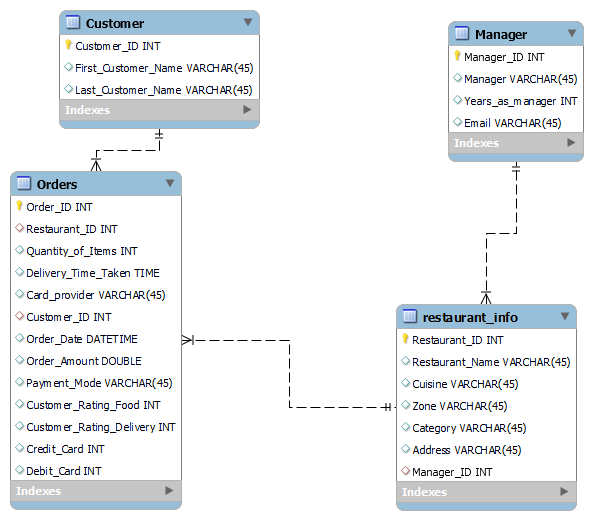 Customer
Customer_ID INT
First_Customer_Name VARCHAR(45)
Last_Customer_Name VARCHAR(45)
Indexes
Manager
Manager_ID INT
Manager VARCHAR(45)
Years_as_manager INT
Email VARCHAR(45)
Indexes
Orders
Order_ID INT
Restaurant_ID INT
Quantity_of_Items INT
Delivery_Time_Taken TIME
Card_provider VARCHAR(45)
Customer_ID INT
Order_Date DATETIME
Order_Amount DOUBLE
Payment_Mode VARCHAR(45)
Customer_Rating_Food INT
Customer_Rating_Delivery INT
Credit_Card INT
Debit_Card INT
Indexes
restaurant_info
Restaurant_ID INT
Restaurant_Name VARCHAR(45)
Cuisine VARCHAR(45)
Zone VARCHAR(45)
Category VARCHAR(45)
Address VARCHAR(45)
Manager_ID INT
Indexes